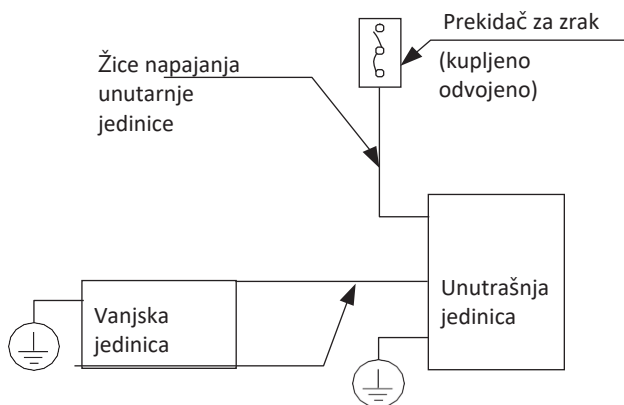 Prekidač za zrak
(kupljeno
odvojeno)
Žice napajanja
unutarnje
jedinice
Unutrašnja
jedinica
Vanjska
jedinica